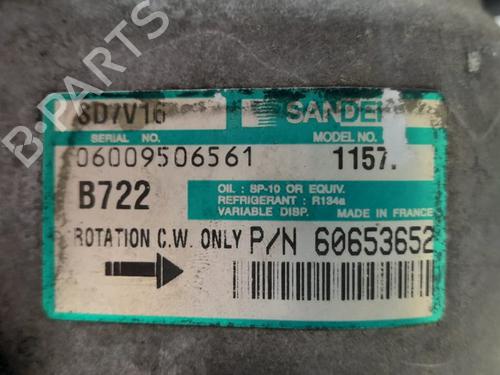 B-PARTS
SD7V16 SANDEN
SERIAL NO. MODEL NO.
06009506561 1157
B722
OIL : SP-10 OR EQUIV.
REFRIGERANT : R134a
VARIABLE DISP. MADE IN FRANCE
ROTATION C.W. ONLY P/N 60653652